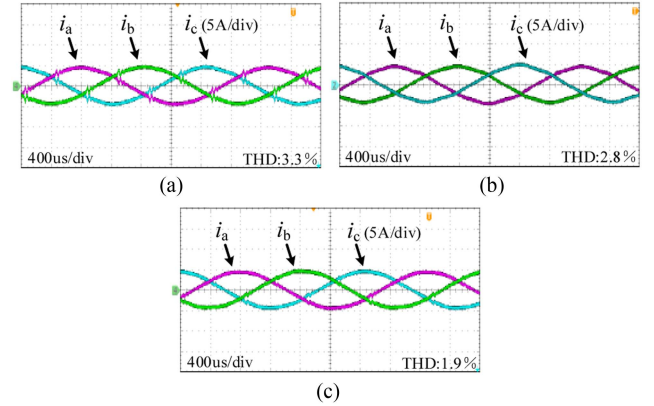 ia ib ic (5A/div)
400us/div THD:3.3%
(a)
ia ib ic (5A/div)
400us/div THD:2.8%
(b)
ia ib ic (5A/div)
400us/div THD:1.9%
(c)